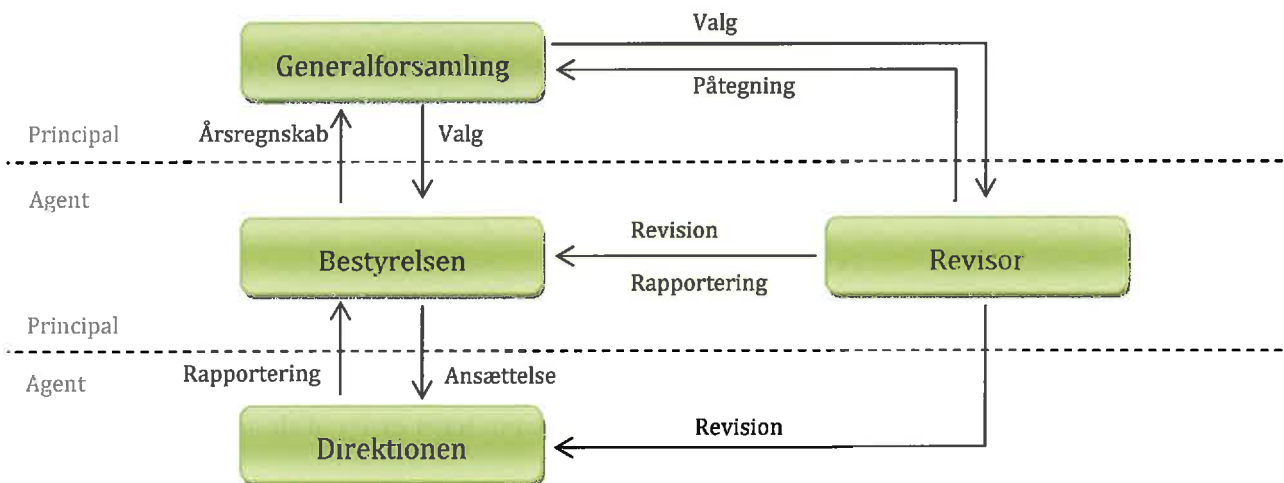 Valg
Generalforsamling
Påtegning
Principal
Årsregnskab
Valg
Agent
Revision
Bestyrelsen
Revisor
Rapportering
Principal
Agent
Rapportering
Ansættelse
Revision
Direktionen